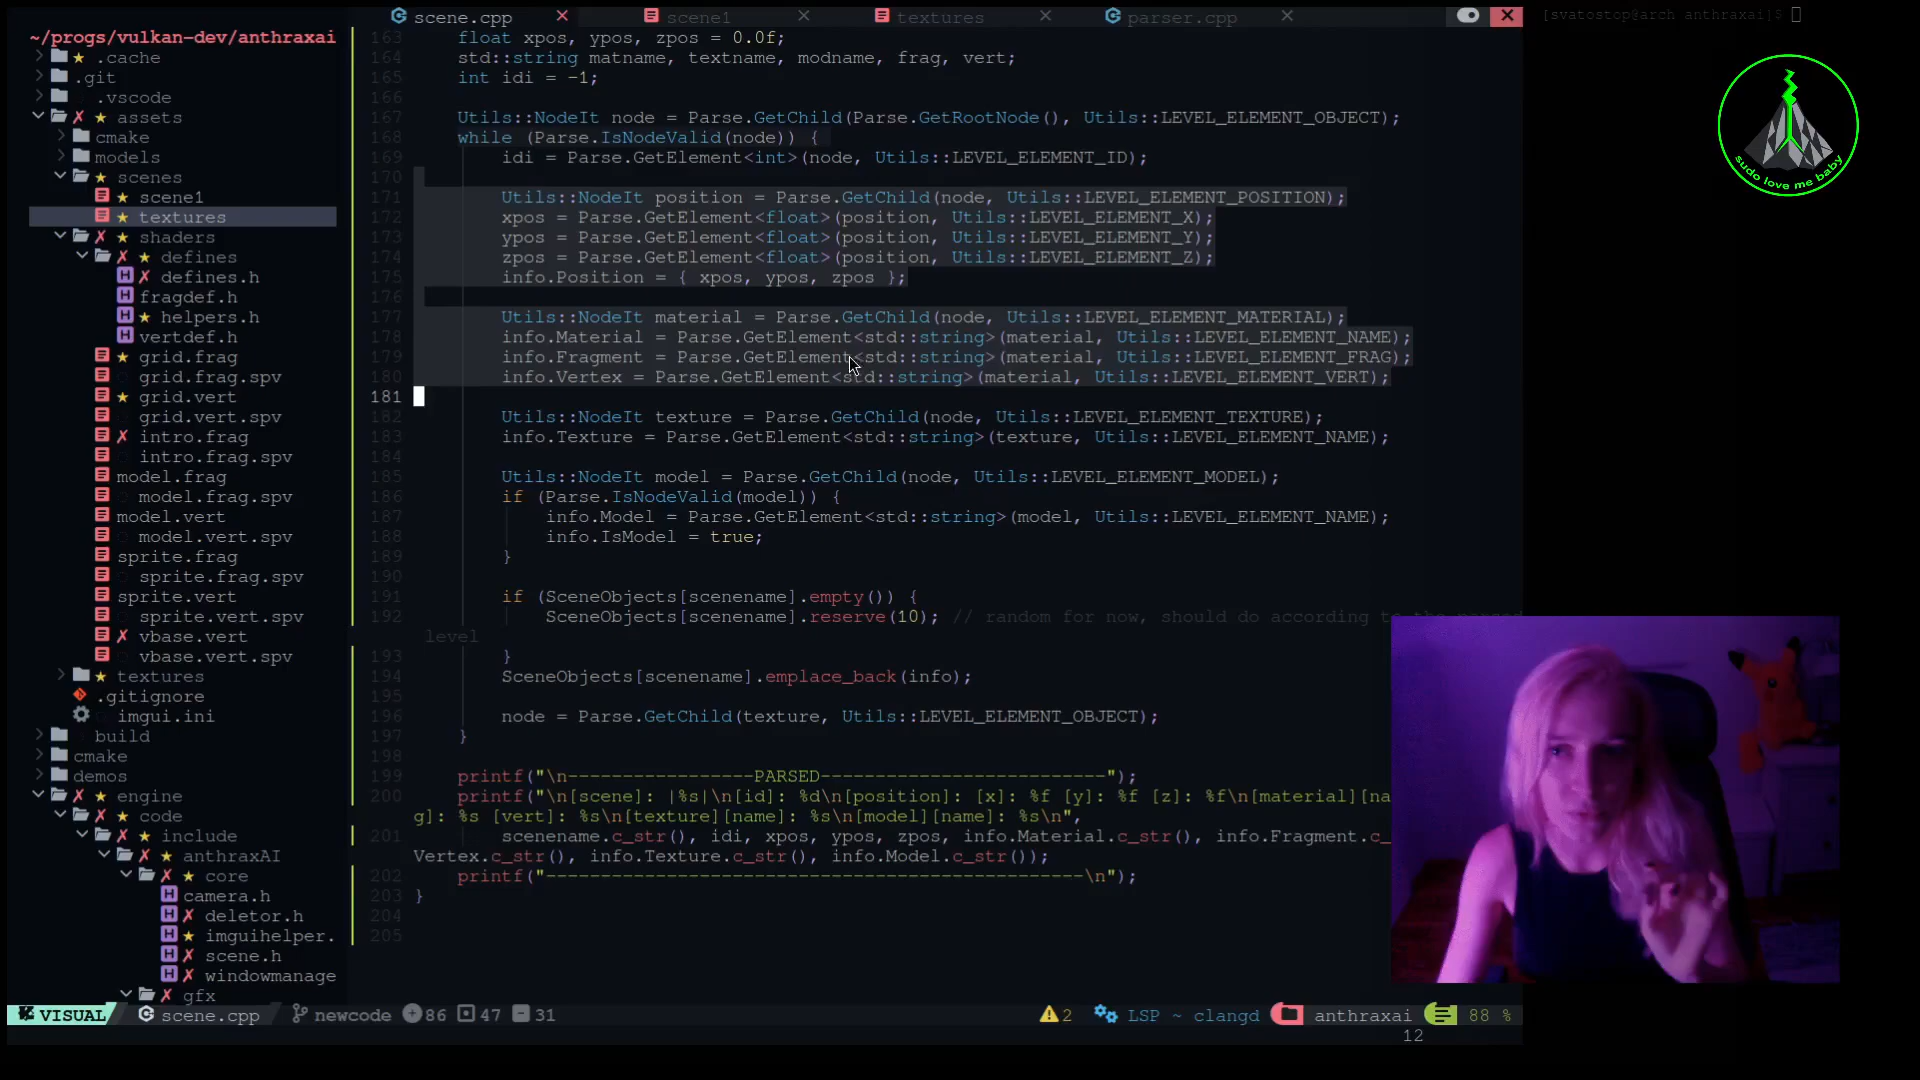 scene.cpp
scene1
textures
parser.cpp
[svatostop@arch anthraxai]$
sudo love me baby
~/progs/vulkan-dev/anthraxai
.cache
.git
.vscode
assets
cmake
models
scenes
scene1
textures
shaders
defines
defines.h
fragdef.h
helpers.h
vertdef.h
grid.frag
grid.frag.spv
grid.vert
grid.vert.spv
intro.frag
intro.frag.spv
model.frag
model.frag.spv
model.vert
model.vert.spv
sprite.frag
sprite.frag.spv
sprite.vert
sprite.vert.spv
vbase.vert
vbase.vert.spv
textures
.gitignore
imgui.ini
build
cmake
demos
engine
code
include
anthraxAI
core
camera.h
deletor.h
imguihelper.
scene.h
windowmanage
gfx
163 float xpos, ypos, zpos = 0.0f;
164 std::string matname, textname, modname, frag, vert;
165 int idi = -1;
166
167 Utils::NodeIt node = Parse.GetChild(Parse.GetRootNode(), Utils::LEVEL_ELEMENT_OBJECT);
168 while (Parse.IsNodeValid(node)) {
169 idi = Parse.GetElement<int>(node, Utils::LEVEL_ELEMENT_ID);
170
171 Utils::NodeIt position = Parse.GetChild(node, Utils::LEVEL_ELEMENT_POSITION);
172 xpos = Parse.GetElement<float>(position, Utils::LEVEL_ELEMENT_X);
173 ypos = Parse.GetElement<float>(position, Utils::LEVEL_ELEMENT_Y);
174 zpos = Parse.GetElement<float>(position, Utils::LEVEL_ELEMENT_Z);
175 info.Position = { xpos, ypos, zpos };
176
177 Utils::NodeIt material = Parse.GetChild(node, Utils::LEVEL_ELEMENT_MATERIAL);
178 info.Material = Parse.GetElement<std::string>(material, Utils::LEVEL_ELEMENT_NAME);
179 info.Fragment = Parse.GetElement<std::string>(material, Utils::LEVEL_ELEMENT_FRAG);
180 info.Vertex = Parse.GetElement<std::string>(material, Utils::LEVEL_ELEMENT_VERT);
181
182 Utils::NodeIt texture = Parse.GetChild(node, Utils::LEVEL_ELEMENT_TEXTURE);
183 info.Texture = Parse.GetElement<std::string>(texture, Utils::LEVEL_ELEMENT_NAME);
184
185 Utils::NodeIt model = Parse.GetChild(node, Utils::LEVEL_ELEMENT_MODEL);
186 if (Parse.IsNodeValid(model)) {
187 info.Model = Parse.GetElement<std::string>(model, Utils::LEVEL_ELEMENT_NAME);
188 info.IsModel = true;
189 }
190
191 if (SceneObjects[scenename].empty()) {
192 SceneObjects[scenename].reserve(10); // random for now, should do according to the parsed
level
193 }
194 SceneObjects[scenename].emplace_back(info);
195
196 node = Parse.GetChild(texture, Utils::LEVEL_ELEMENT_OBJECT);
197 }
198
199 printf("\n-----------------PARSED--------------------------");
200 printf("\n[scene]: |%s|\n[id]: %d\n[position]: [x]: %f [y]: %f [z]: %f\n[material][na
g]: %s [vert]: %s\n[texture][name]: %s\n[model][name]: %s\n",
201 scenename.c_str(), idi, xpos, ypos, zpos, info.Material.c_str(), info.Fragment.c_
Vertex.c_str(), info.Texture.c_str(), info.Model.c_str());
202 printf("-------------------------------------------------\n");
203 }
204
205
VISUAL scene.cpp newcode 86 47 31 2 LSP ~ clangd anthraxai 88 %
12